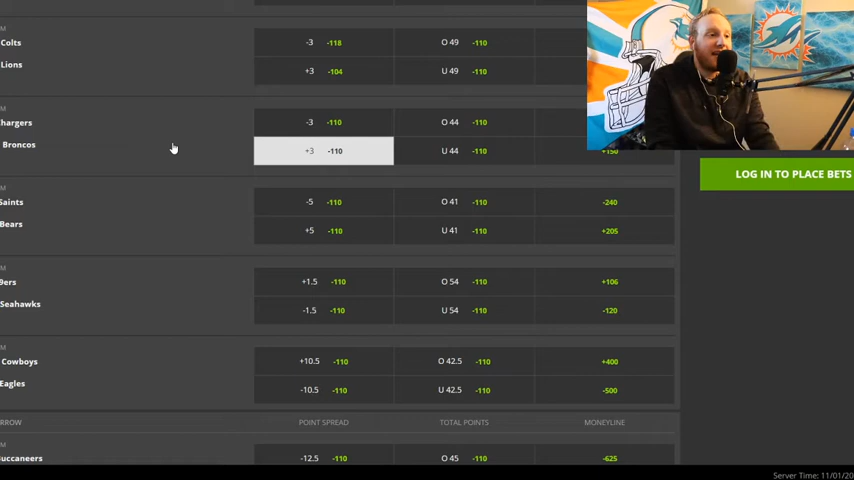 M
Colts -3 -118 O 49 -110
Lions +3 -104 U 49 -110
M
hargers -3 -110 O 44 -110
Broncos +3 -110 U 44 -110 +150
LOG IN TO PLACE BETS
M
Saints -5 -110 O 41 -110 -240
Bears +5 -110 U 41 -110 +205
M
9ers +1.5 -110 O 54 -110 +106
Seahawks -1.5 -110 U 54 -110 -120
M
Cowboys +10.5 -110 O 42.5 -110 +400
Eagles -10.5 -110 U 42.5 -110 -500
RROW POINT SPREAD TOTAL POINTS MONEYLINE
M
uccaneers -12.5 -110 O 45 -110 -625
Server Time: 11/01/20